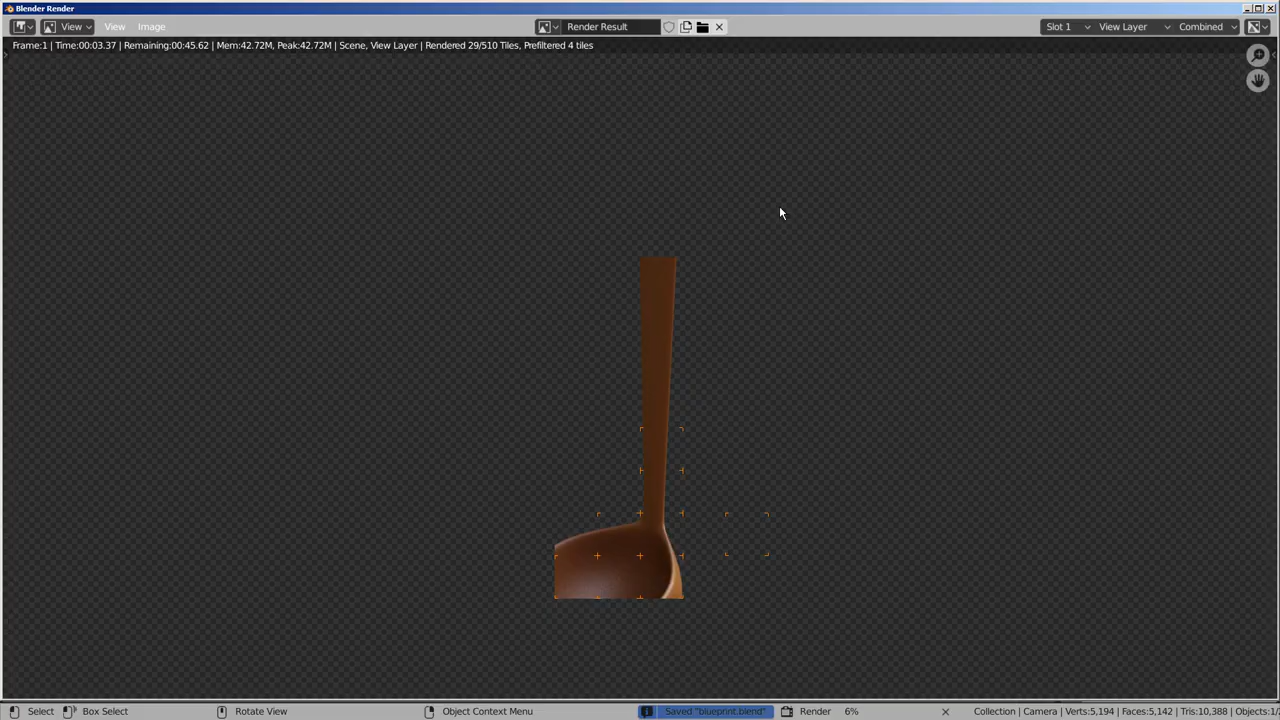 Blender Render
View View Image Render Result Slot 1 View Layer Combined
Frame:1 | Time:00:03.37 | Remaining:00:45.62 | Mem:42.72M, Peak:42.72M | Scene, View Layer | Rendered 29/510 Tiles, Prefiltered 4 tiles
Select Box Select Rotate View Object Context Menu Saved "blueprint.blend" Render 6% Collection | Camera | Verts:5,194 | Faces:5,142 | Tris:10,388 | Objects:1/